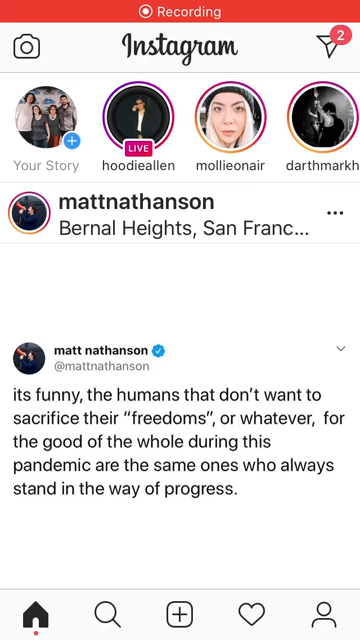 Recording
Instagram
2
LIVE
Your Story hoodieallen mollieonair darthmarkh
mattnathanson
Bernal Heights, San Franc...
matt nathanson
@mattnathanson
its funny, the humans that don’t want to
sacrifice their “freedoms”, or whatever,  for
the good of the whole during this
pandemic are the same ones who always
stand in the way of progress.